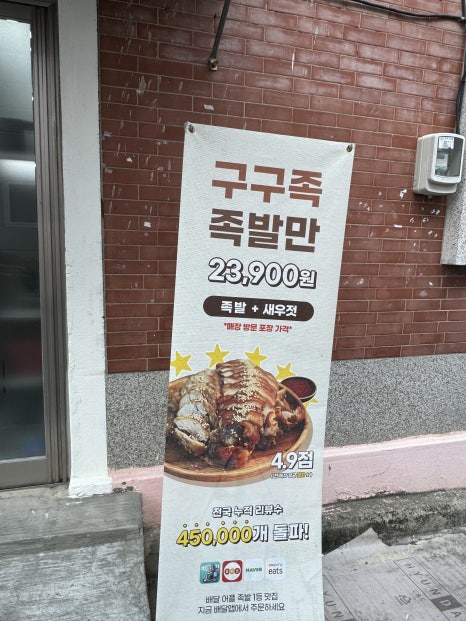 구구족
족발만
23,900원
족발 + 새우젓
*매장 방문 포장 가격*
4.9점
전국 누적 리뷰수
450,000개 돌파!
NAVER
eats
배달 어플 족발 1등 맛집
지금 배달앱에서 주문하세요